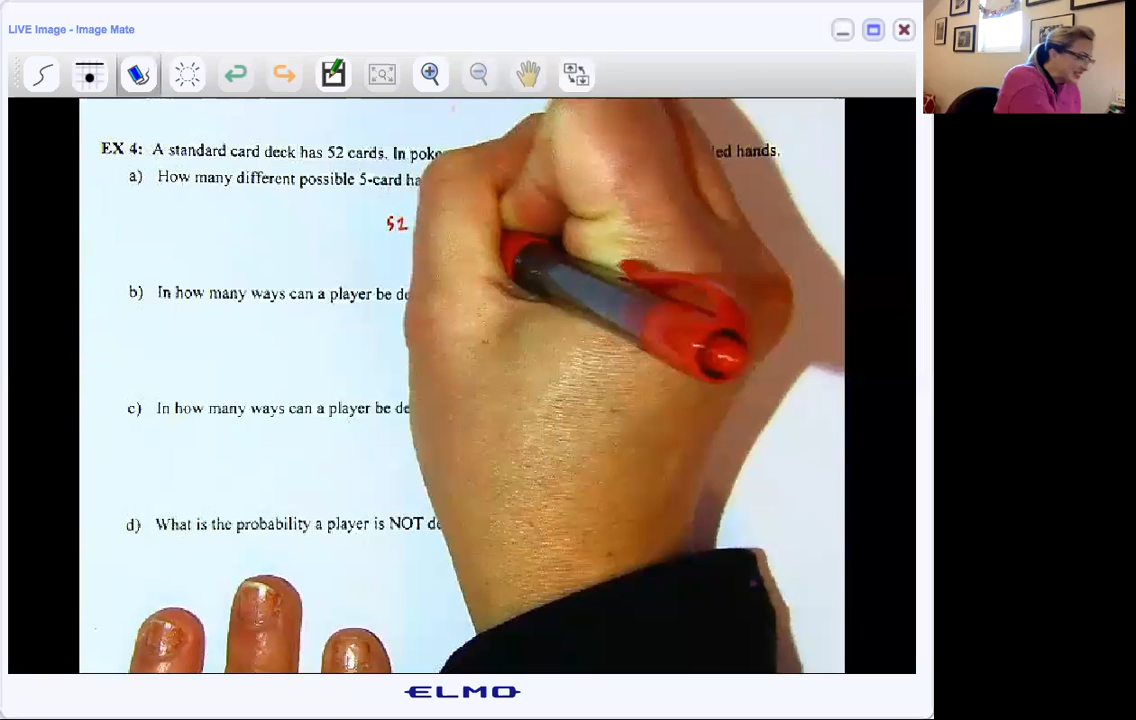 LIVE Image - Image Mate
EX 4: A standard card deck has 52 cards. In poke ed hands.
a) How many different possible 5-card ha
52
b) In how many ways can a player be de
c) In how many ways can a player be de
d) What is the probability a player is NOT de
ELMO